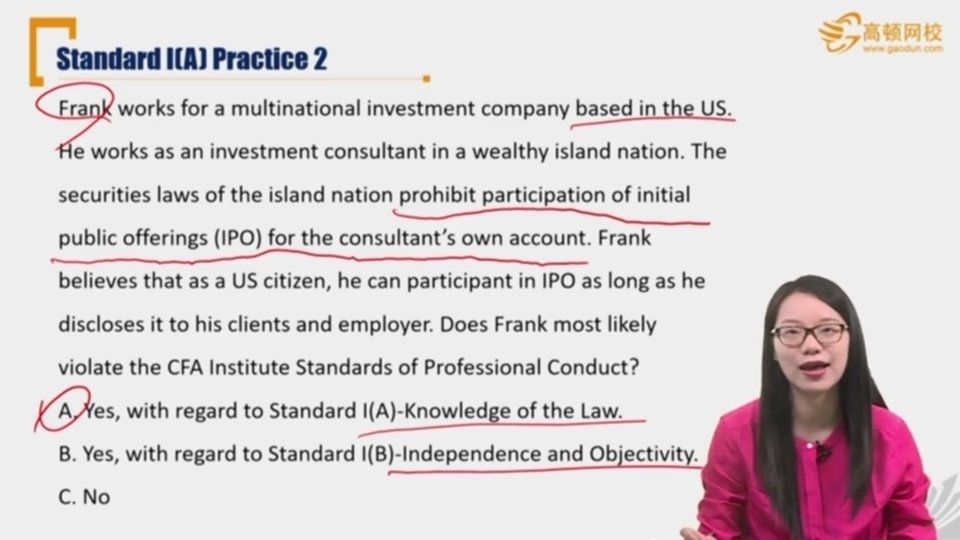 高顿网校
www.gaodun.com
Standard I(A) Practice 2
Frank works for a multinational investment company based in the US.
He works as an investment consultant in a wealthy island nation. The
securities laws of the island nation prohibit participation of initial
public offerings (IPO) for the consultant's own account. Frank
believes that as a US citizen, he can participant in IPO as long as he
discloses it to his clients and employer. Does Frank most likely
violate the CFA Institute Standards of Professional Conduct?
A. Yes, with regard to Standard I(A)-Knowledge of the Law.
B. Yes, with regard to Standard I(B)-Independence and Objectivity.
C. No